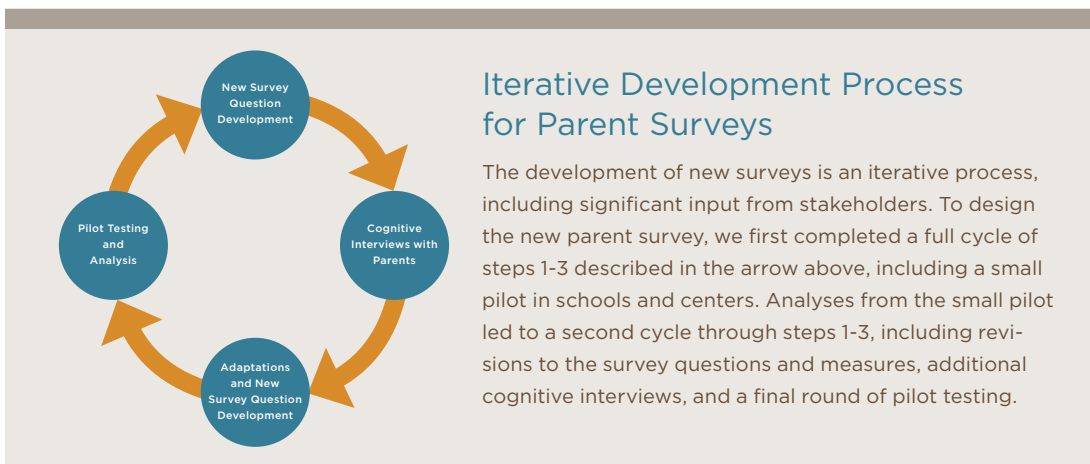 New Survey
Question
Development
Iterative Development Process
for Parent Surveys
The development of new surveys is an iterative process,
including significant input from stakeholders. To design
the new parent survey, we first completed a full cycle of
steps 1-3 described in the arrow above, including a small
pilot in schools and centers. Analyses from the small pilot
led to a second cycle through steps 1-3, including revi-
sions to the survey questions and measures, additional
cognitive interviews, and a final round of pilot testing.
Pilot Testing
and
Analysis
Cognitive
Interviews with
Parents
Adaptations
and New
Survey Question
Development